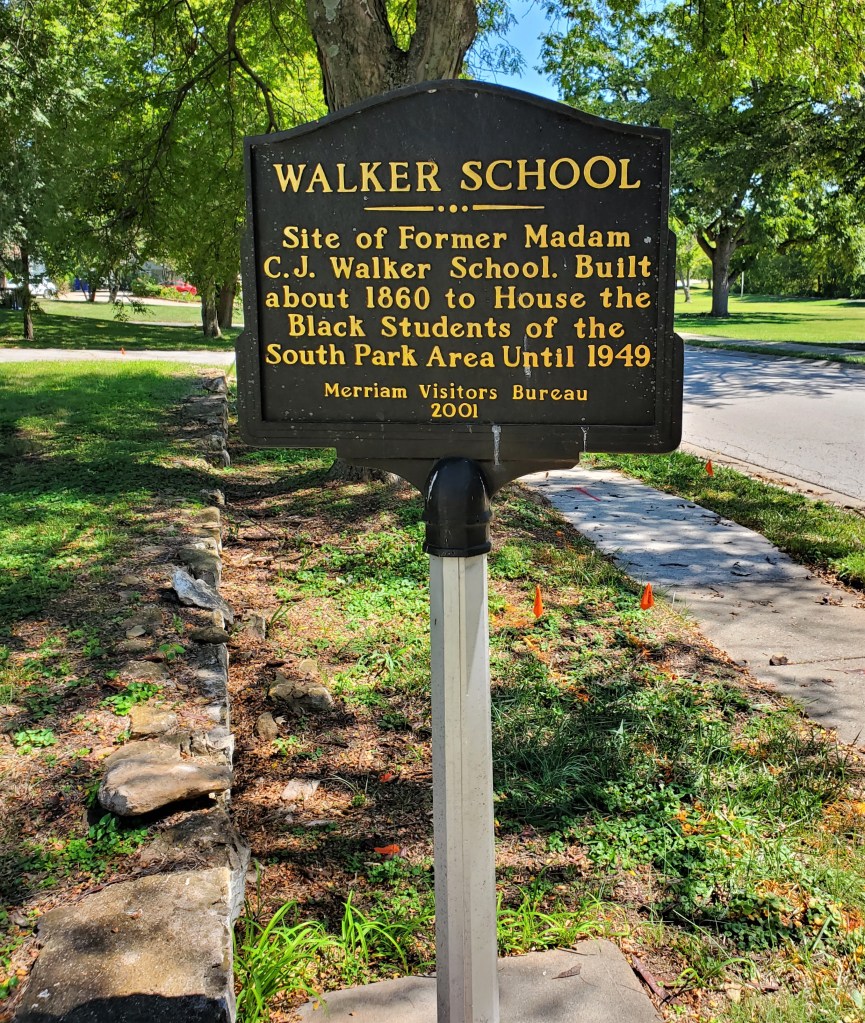 WALKER SCHOOL
Site of Former Madam
C.J. Walker School. Built
about 1860 to House the
Black Students of the
South Park Area Until 1949
Merriam Visitors Bureau
2001